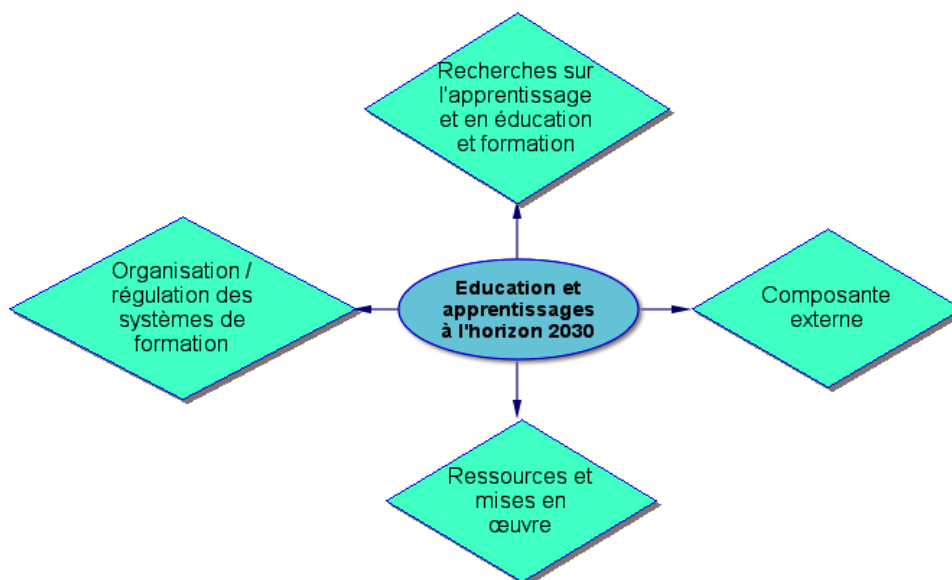 Recherches sur
l'apprentissage
et en éducation
et formation
Organisation /
régulation des
systèmes de
formation
Education et
apprentissages
à l'horizon 2030
Composante
externe
Ressources et
mises en
œuvre